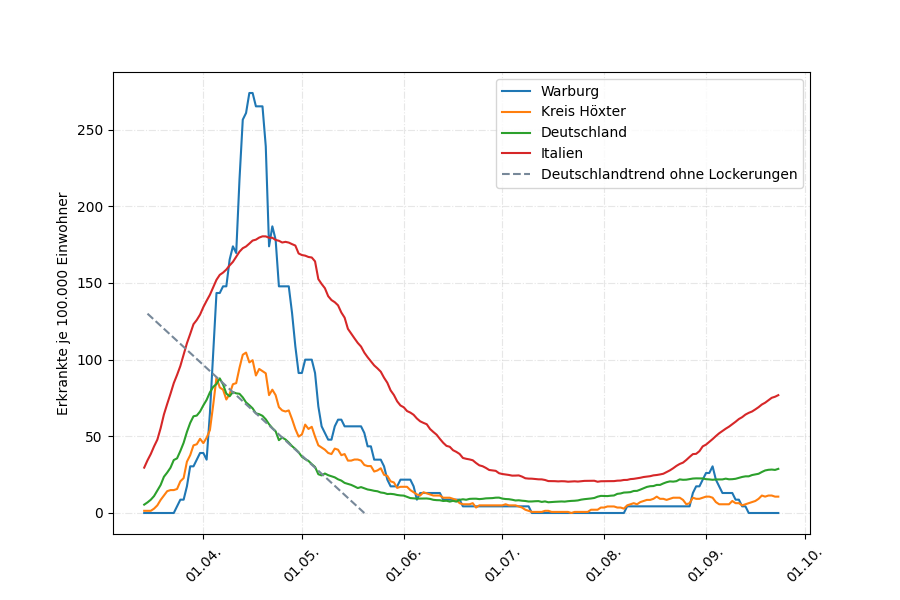 Warburg
Kreis Höxter
Deutschland
Italien
Deutschlandtrend ohne Lockerungen
Erkrankte je 100.000 Einwohner
250
200
150
100
50
0
01.04.
01.05.
01.06.
01.07.
01.08.
01.09.
01.10.